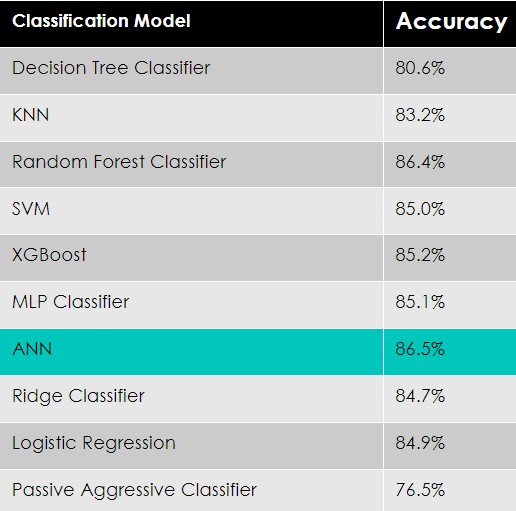 Classification Model Accuracy
Decision Tree Classifier 80.6%
KNN 83.2%
Random Forest Classifier 86.4%
SVM 85.0%
XGBoost 85.2%
MLP Classifier 85.1%
ANN 86.5%
Ridge Classifier 84.7%
Logistic Regression 84.9%
Passive Aggressive Classifier 76.5%